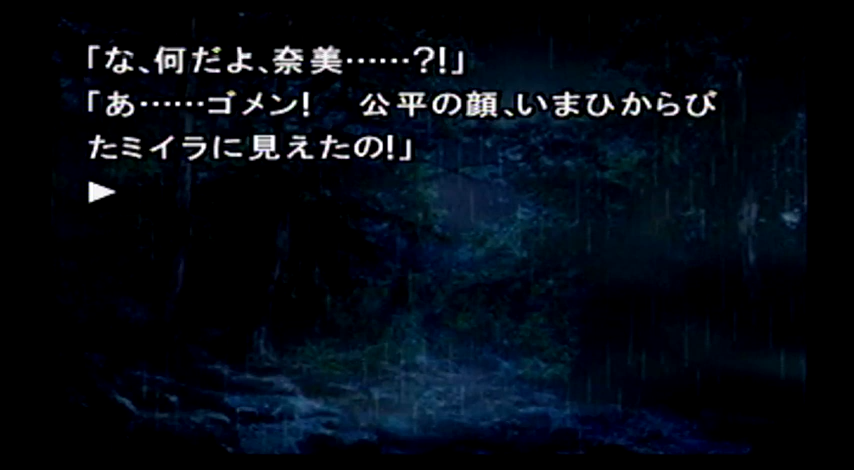 「な、何だよ、奈美……?!」
「あ……ゴメン!　公平の顔、いまひからび
たミイラに見えたの!」